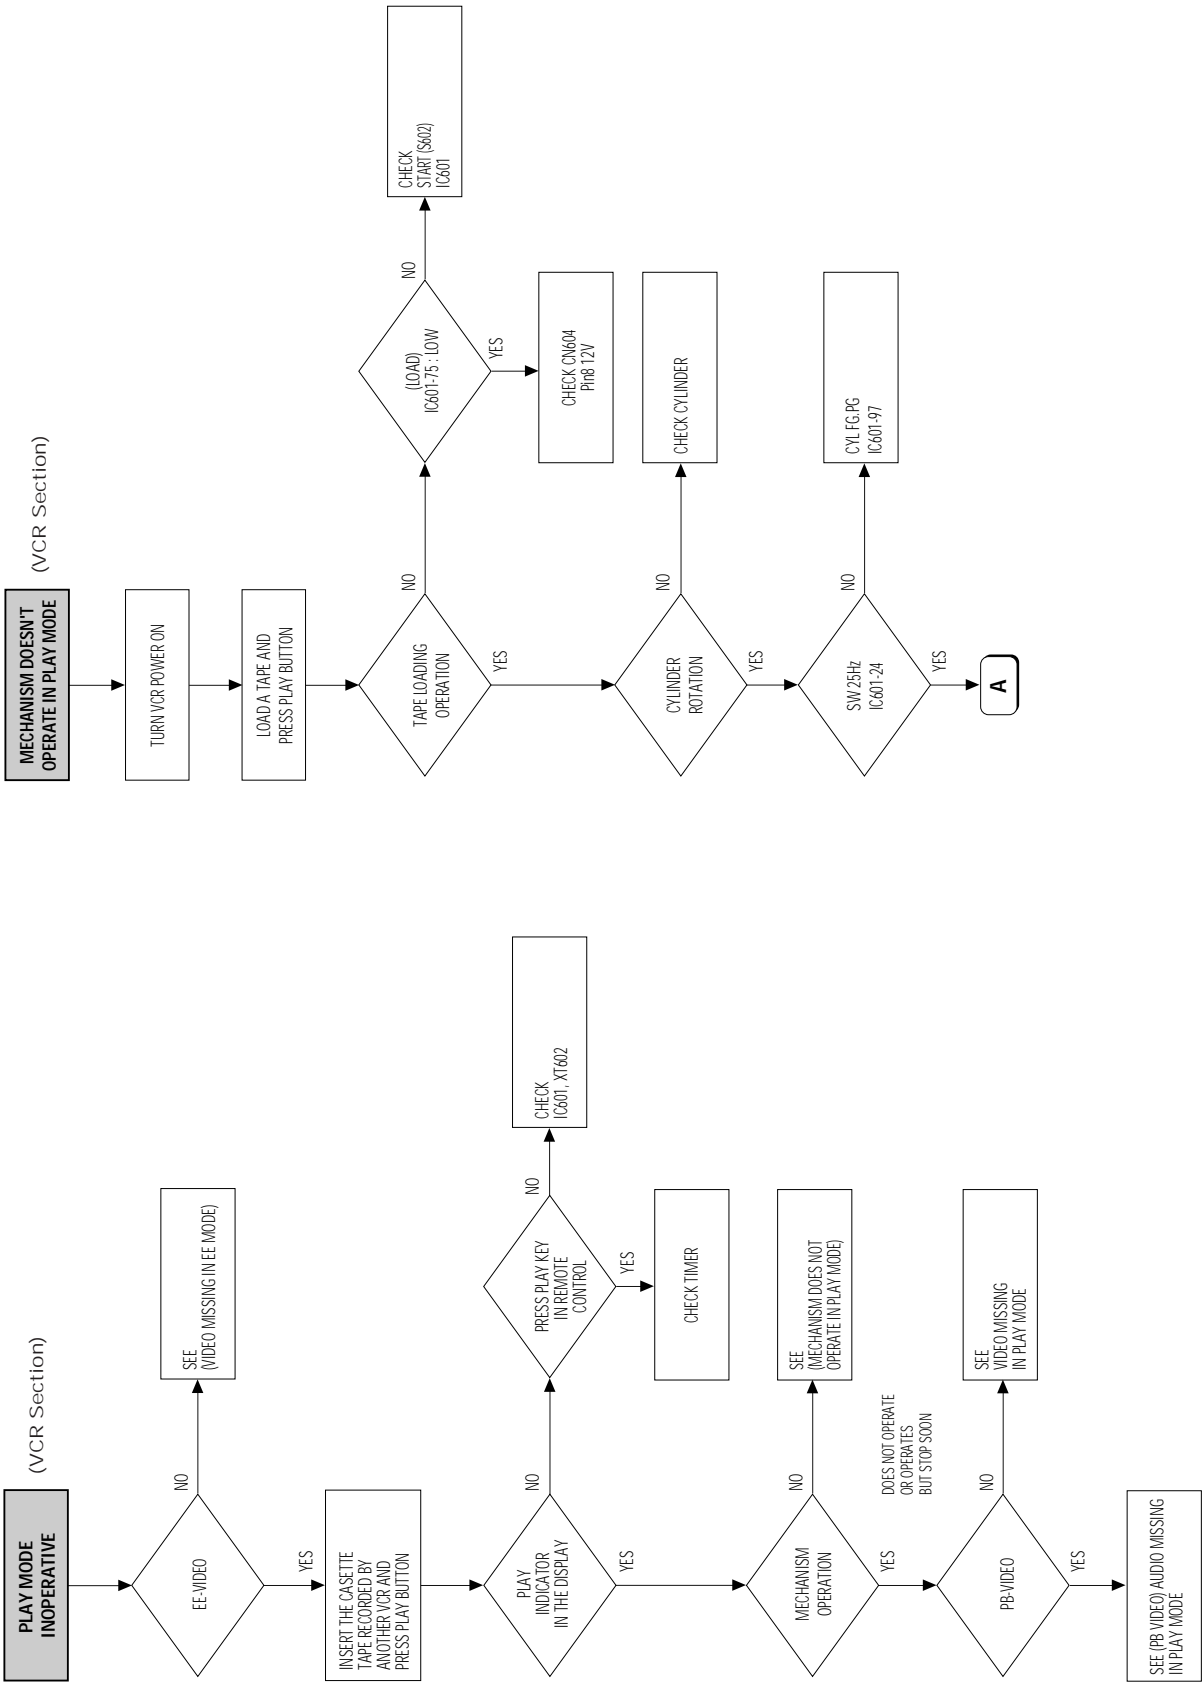 PLAY MODE
INOPERATIVE
(VCR Section)
EE-VIDEO
NO
SEE
(VIDEO MISSING IN EE MODE)
YES
INSERT THE CASETTE
TAPE RECORDED BY
ANOTHER VCR AND
PRESS PLAY BUTTON
PLAY
INDICATOR
IN THE DISPLAY
NO
PRESS PLAY KEY
IN REMOTE
CONTROL
NO
CHECK
IC601, XT602
YES
CHECK TIMER
YES
MECHANISM
OPERATION
NO
SEE
(MECHANISM DOES NOT
OPERATE IN PLAY MODE)
DOES NOT OPERATE
OR OPERATES
BUT STOP SOON
YES
PB-VIDEO
NO
SEE
VIDEO MISSING
IN PLAY MODE
YES
SEE (PB VIDEO) AUDIO MISSING
IN PLAY MODE
MECHANISM DOESN'T
OPERATE IN PLAY MODE
(VCR Section)
TURN VCR POWER ON
LOAD A TAPE AND
PRESS PLAY BUTTON
TAPE LOADING
OPERATION
NO
(LOAD)
IC601-75 : LOW
NO
CHECK
START (S602)
IC601
YES
CHECK CN604
Pin8 12V
YES
CYLINDER
ROTATION
NO
CHECK CYLINDER
YES
SW 25Hz
IC601-24
NO
CYL FG.PG
IC601-97
YES
A